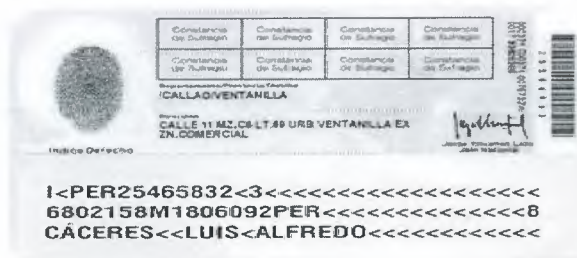 Constancia de Sufragio Constancia de Sufragio Constancia de Sufragio Constancia de Sufragio
Constancia de Sufragio Constancia de Sufragio Constancia de Sufragio Constancia de Sufragio
/CALLAO/VENTANILLA
CALLE 11 MZ.C8 LT.69 URB VENTANILLA EX
ZN.COMERCIAL
Indice Derecho
I<PER25465832<3<<<<<<<<<<<<<<<<<<
6802158M1806092PER<<<<<<<<<<<<<8
CÁCERES<<LUIS<ALFREDO<<<<<<<<<<<<